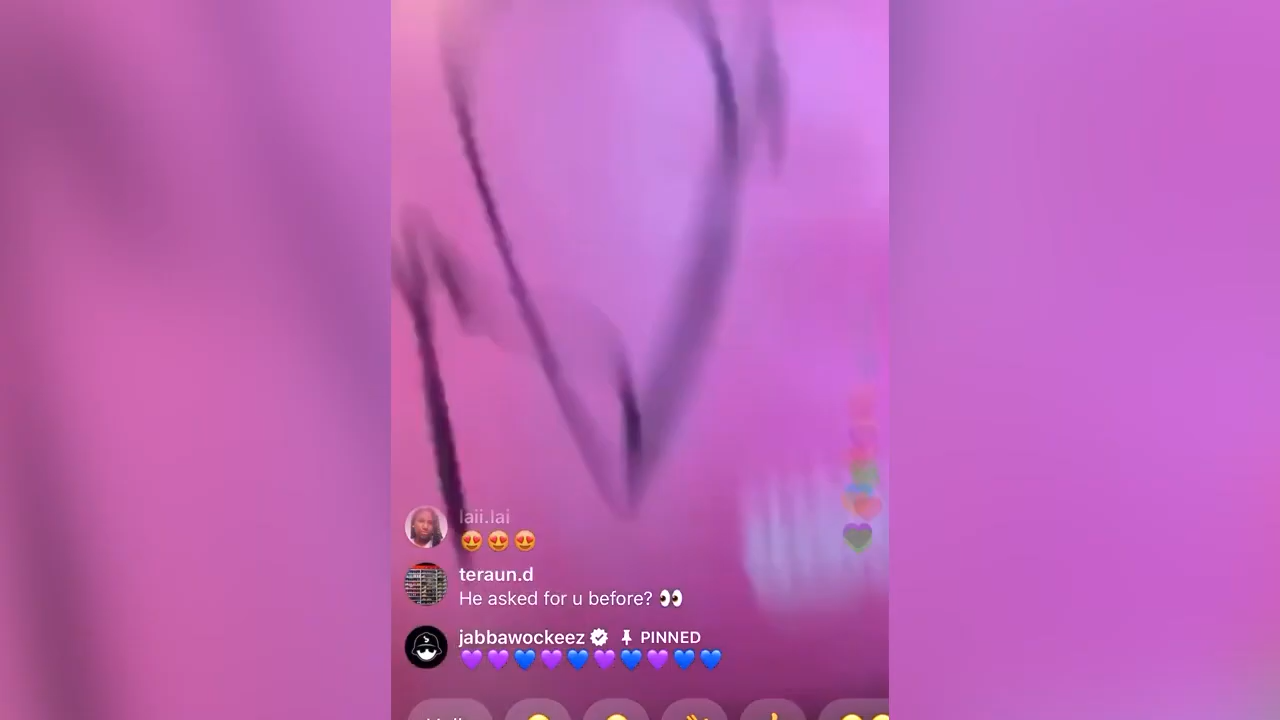 laii.lai
😍😍😍
teraun.d
He asked for u before? 👀
jabbawockeez PINNED
💜💜💙💜💙💜💙💜💙💙